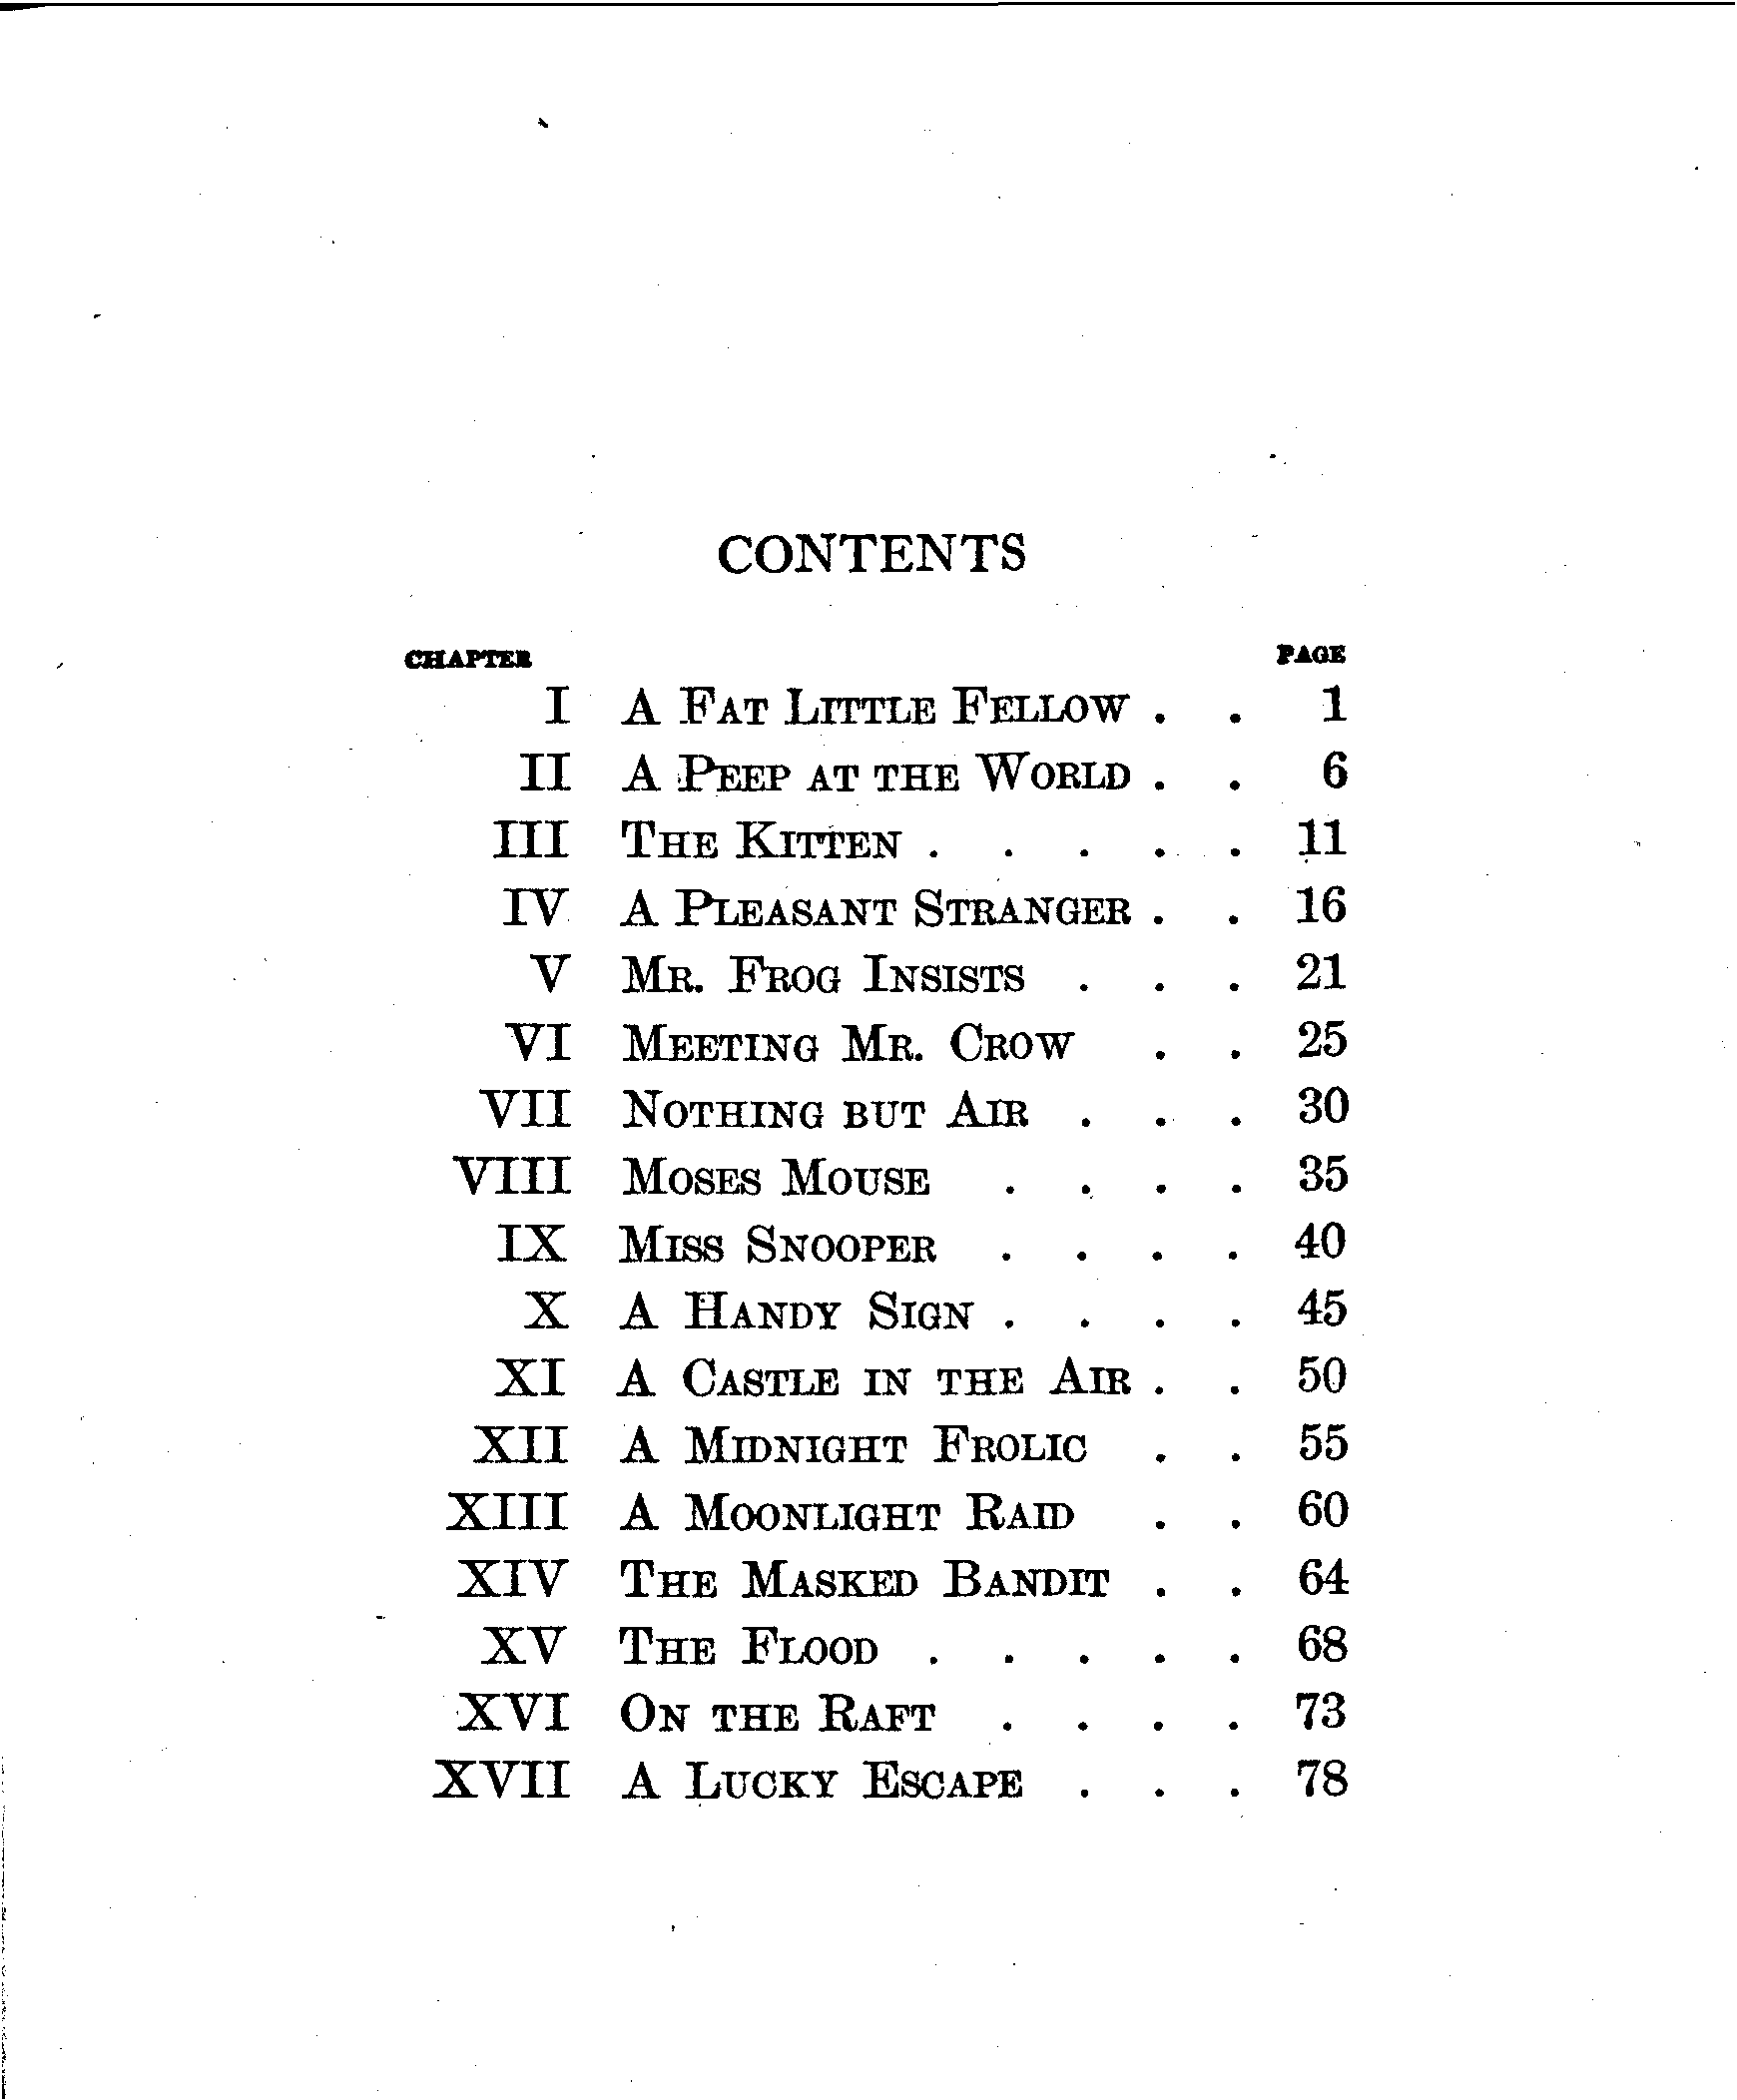 CONTENTS
CHAPTER PAGE
I A FAT LITTLE FELLOW . . 1
II A PEEP AT THE WORLD . . 6
III THE KITTEN . . . . . 11
IV A PLEASANT STRANGER . . 16
V MR. FROG INSISTS . . . 21
VI MEETING MR. CROW . . 25
VII NOTHING BUT AIR . . . 30
VIII MOSES MOUSE . . . . 35
IX MISS SNOOPER . . . . 40
X A HANDY SIGN . . . . 45
XI A CASTLE IN THE AIR . . 50
XII A MIDNIGHT FROLIC . . 55
XIII A MOONLIGHT RAID . . 60
XIV THE MASKED BANDIT . . 64
XV THE FLOOD . . . . . 68
XVI ON THE RAFT . . . . 73
XVII A LUCKY ESCAPE . . . 78